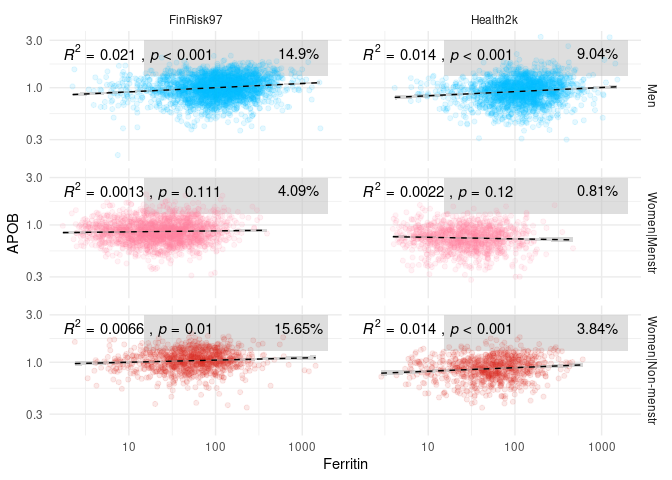 FinRisk97 Health2k
3.0 R² = 0.021 , p < 0.001 14.9% R² = 0.014 , p < 0.001 9.04%
1.0 Men
0.3
3.0 R² = 0.0013 , p = 0.111 4.09% R² = 0.0022 , p = 0.12 0.81%
1.0 Women|Menstr
0.3
APOB
3.0 R² = 0.0066 , p = 0.01 15.65% R² = 0.014 , p < 0.001 3.84%
1.0 Women|Non-menstr
0.3
10 100 1000 10 100 1000
Ferritin